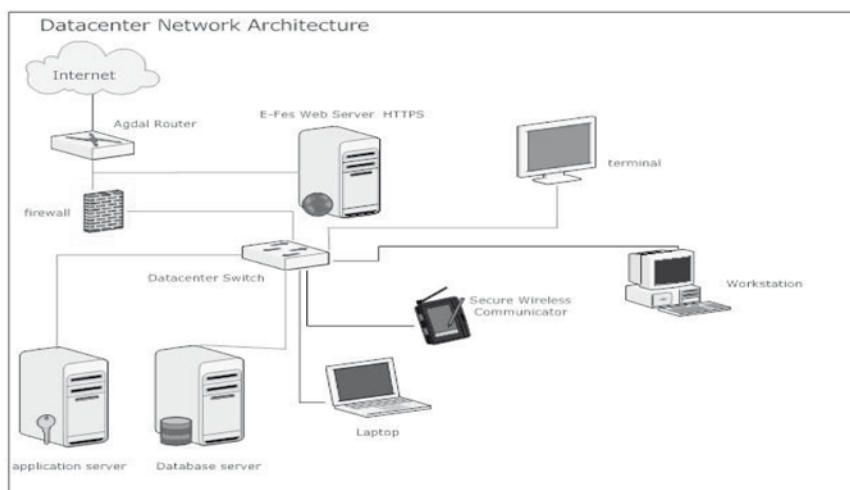 Datacenter Network Architecture
Internet
Agdal Router
E-Fes Web Server HTTPS
terminal
firewall
Datacenter Switch
Workstation
Secure Wireless
Communicator
Laptop
application server
Database server